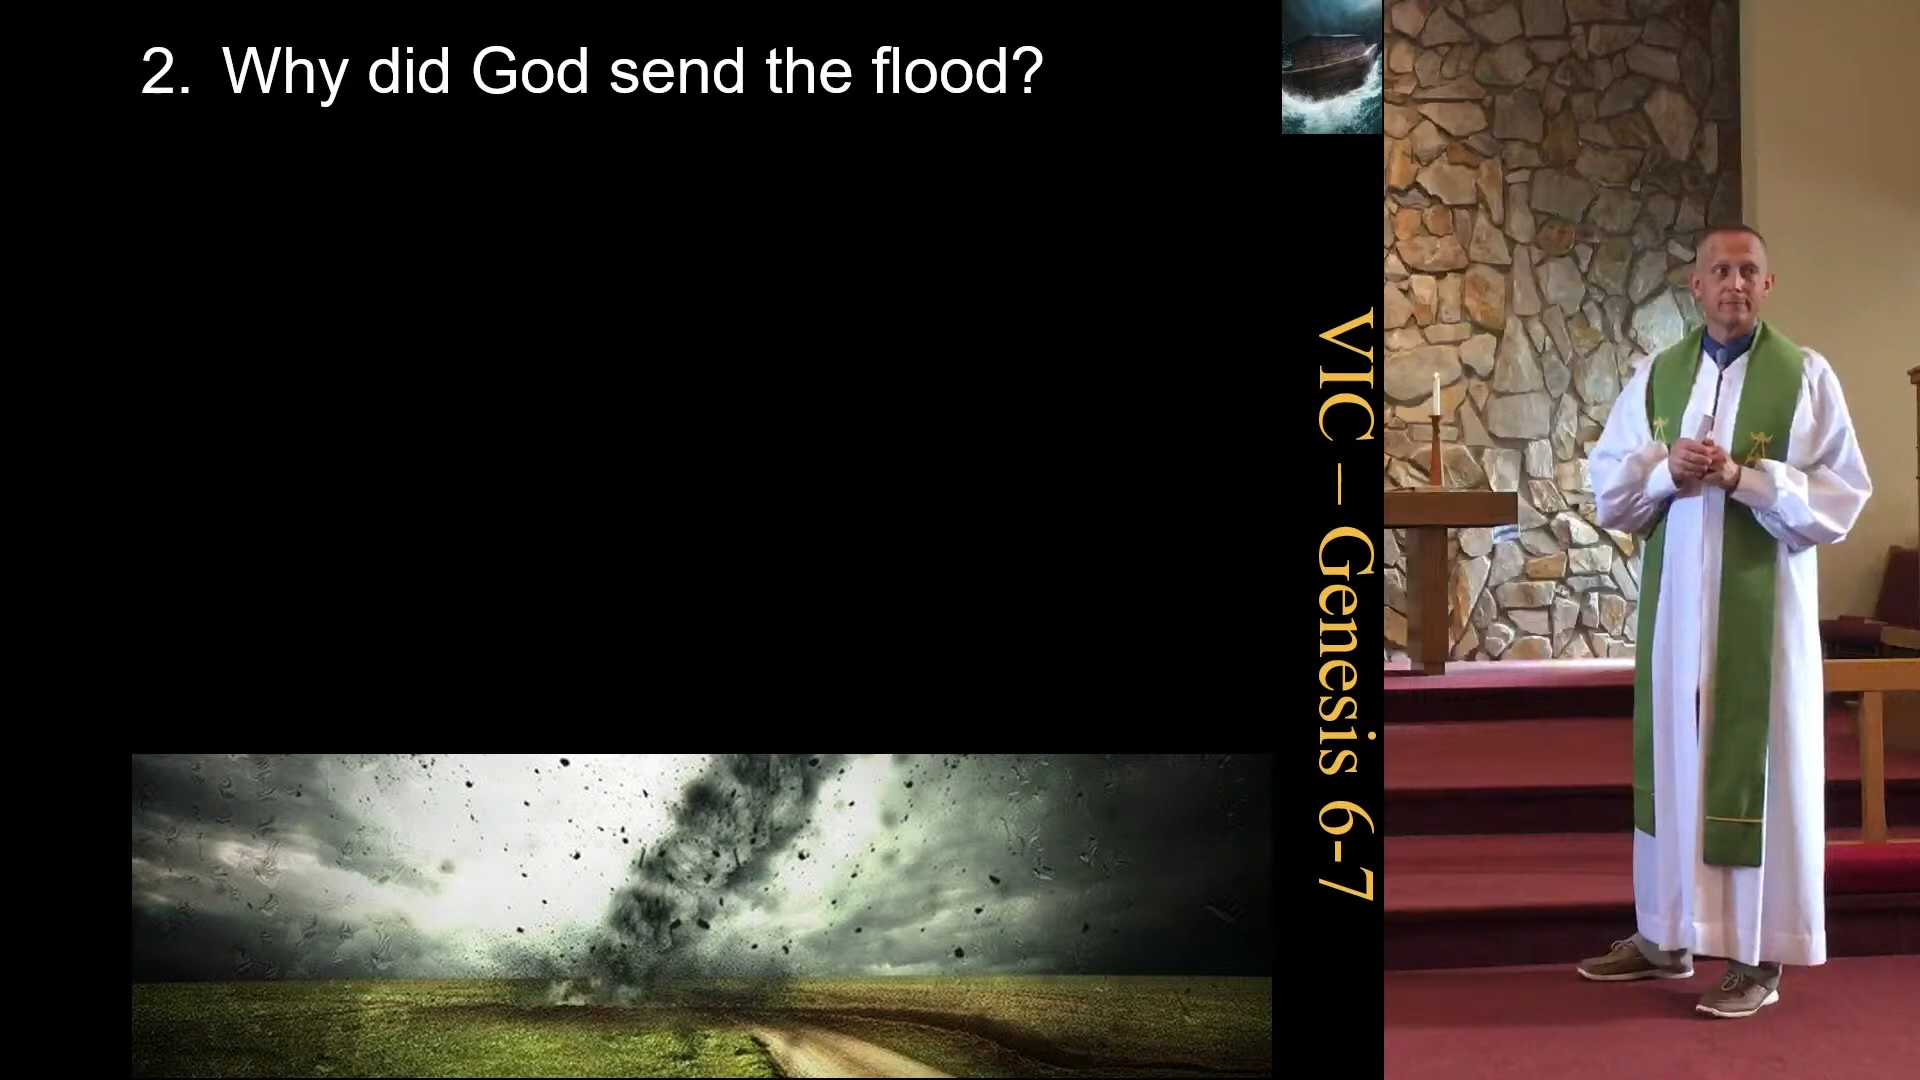 2. Why did God send the flood?
VIC – Genesis 6-7